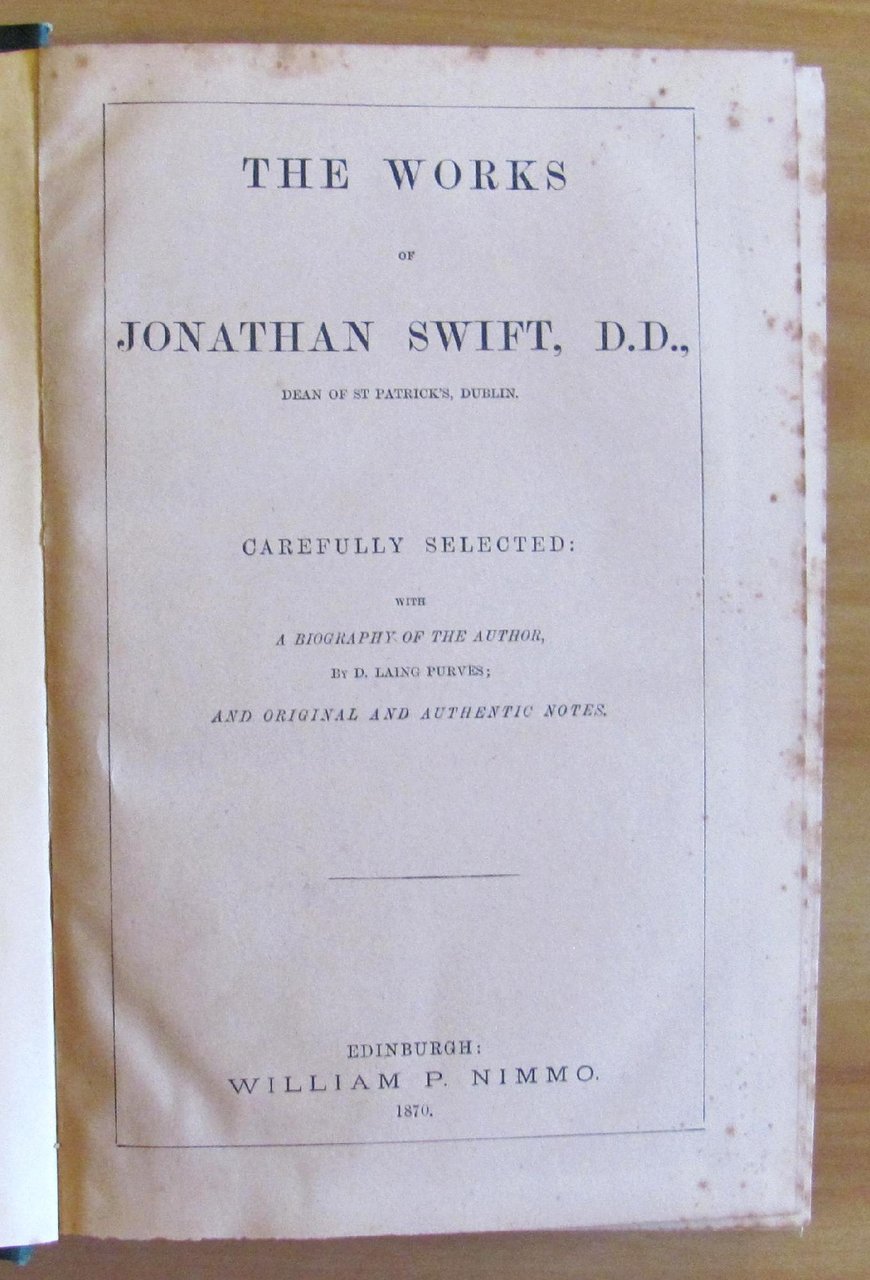 THE WORKS
OF
JONATHAN SWIFT, D.D.,
DEAN OF ST PATRICK'S, DUBLIN.
CAREFULLY SELECTED:
WITH
A BIOGRAPHY OF THE AUTHOR,
BY D. LAING PURVES;
AND ORIGINAL AND AUTHENTIC NOTES.
EDINBURGH:
WILLIAM P. NIMMO.
1870.